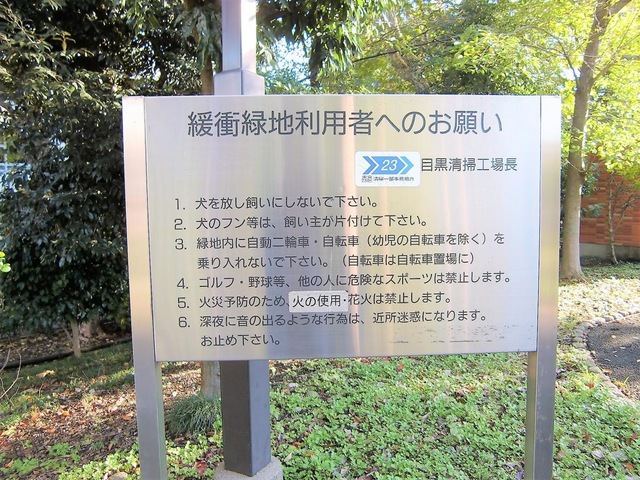 緩衝緑地利用者へのお願い
23
清掃一部事務組合
目黒清掃工場長
1. 犬を放し飼いにしないで下さい。
2. 犬のフン等は、飼い主が片付けて下さい。
3. 緑地内に自動二輪車・自転車（幼児の自転車を除く）を
乗り入れないで下さい。（自転車は自転車置場に）
4. ゴルフ・野球等、他の人に危険なスポーツは禁止します。
5. 火災予防のため、火の使用・花火は禁止します。
6. 深夜に音の出るような行為は、近所迷惑になります。
お止め下さい。